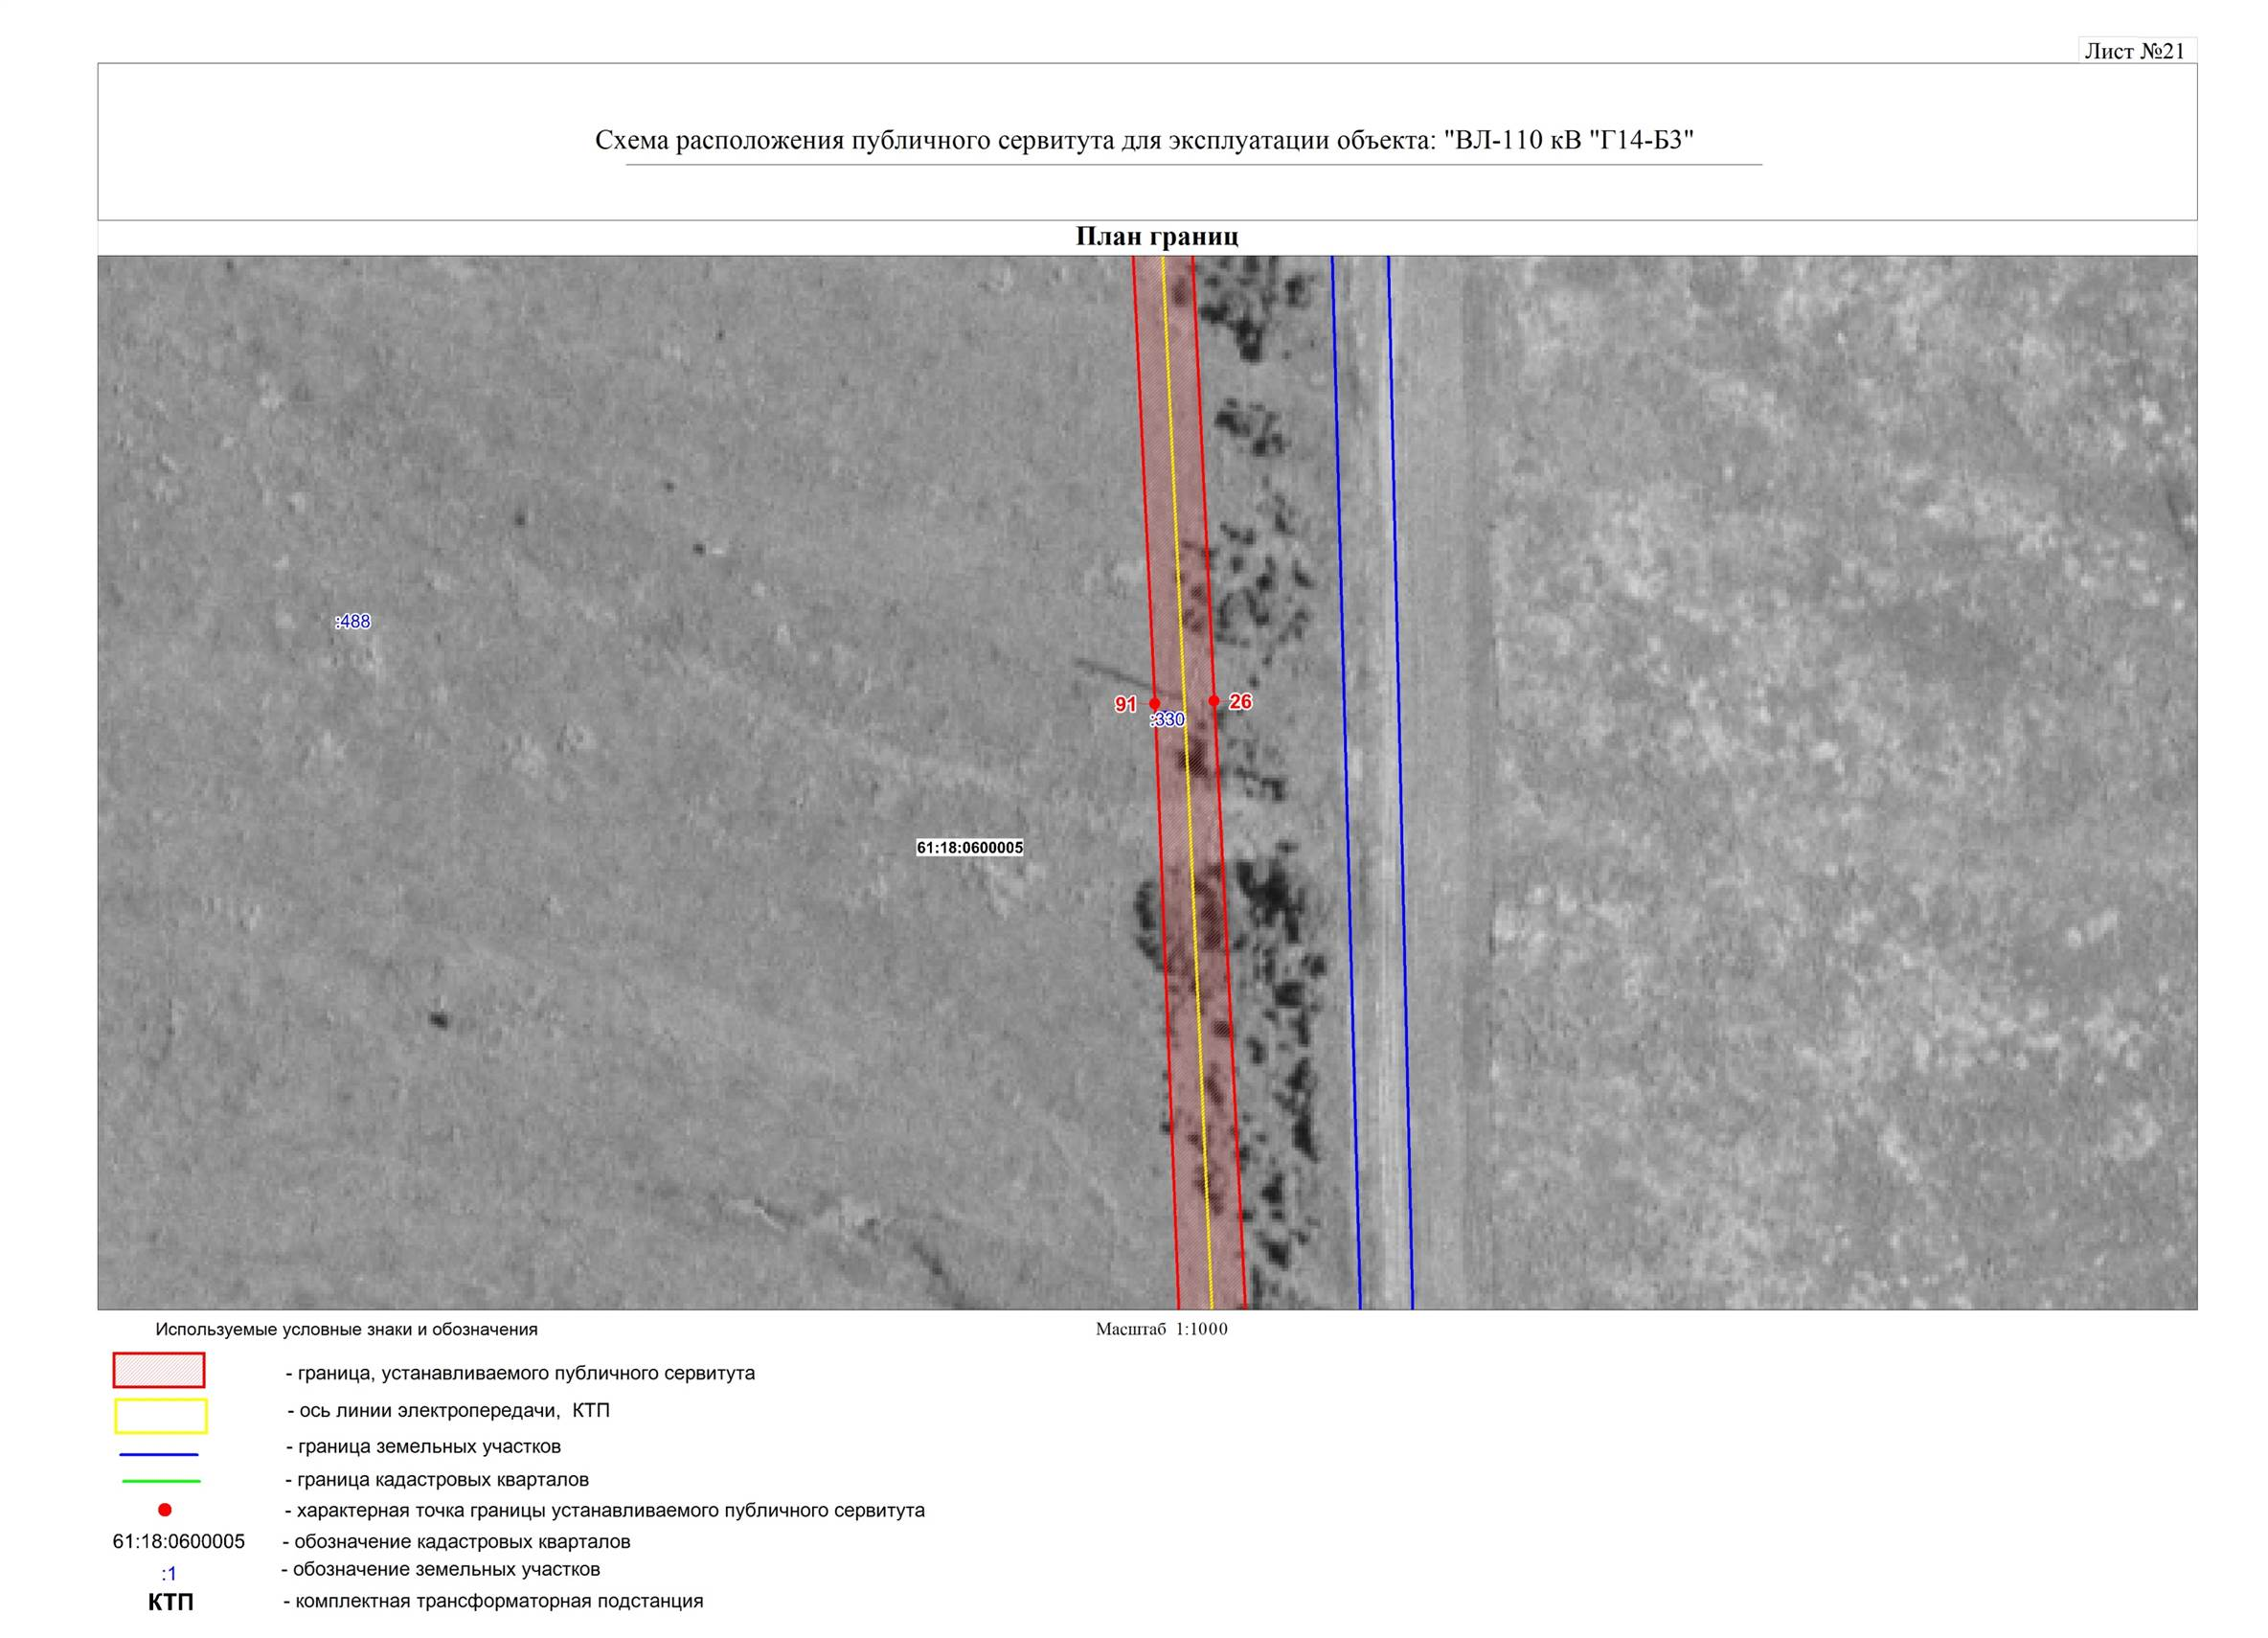 Лист №21
Схема расположения публичного сервитута для эксплуатации объекта: "ВЛ-110 кВ "Г14-Б3"
План границ
:488
91
26
:330
61:18:0600005
Используемые условные знаки и обозначения
Масштаб 1:1000
- граница, устанавливаемого публичного сервитута
- ось линии электропередачи, КТП
- граница земельных участков
- граница кадастровых кварталов
- характерная точка границы устанавливаемого публичного сервитута
61:18:0600005 - обозначение кадастровых кварталов
:1 - обозначение земельных участков
КТП - комплектная трансформаторная подстанция